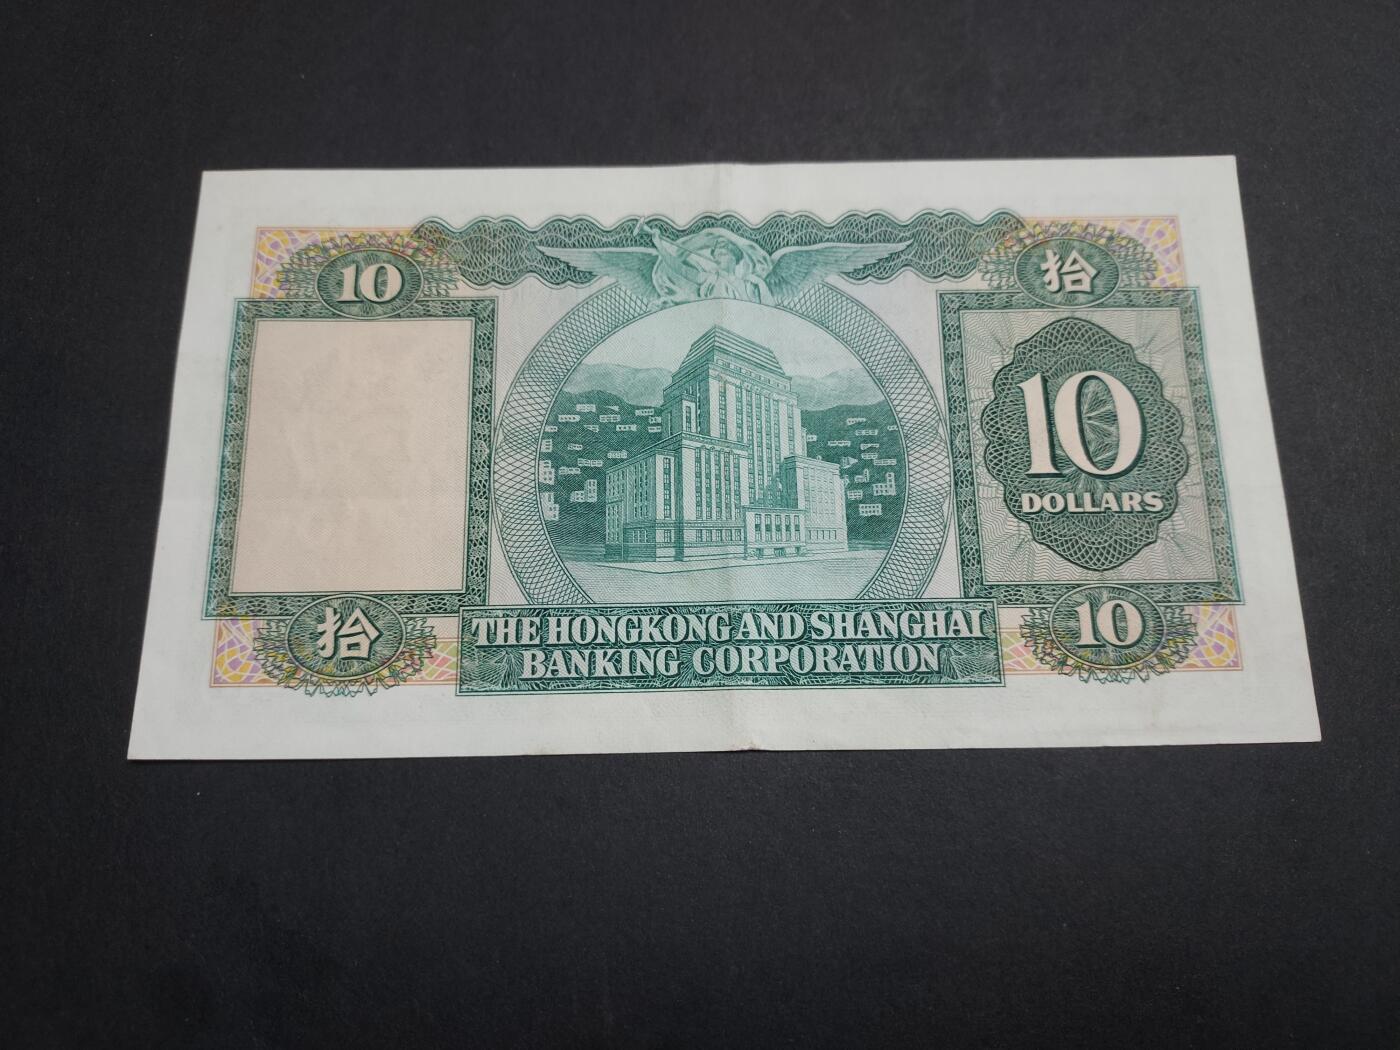 10
拾
10
DOLLARS
拾
10
THE HONGKONG AND SHANGHAI
BANKING CORPORATION